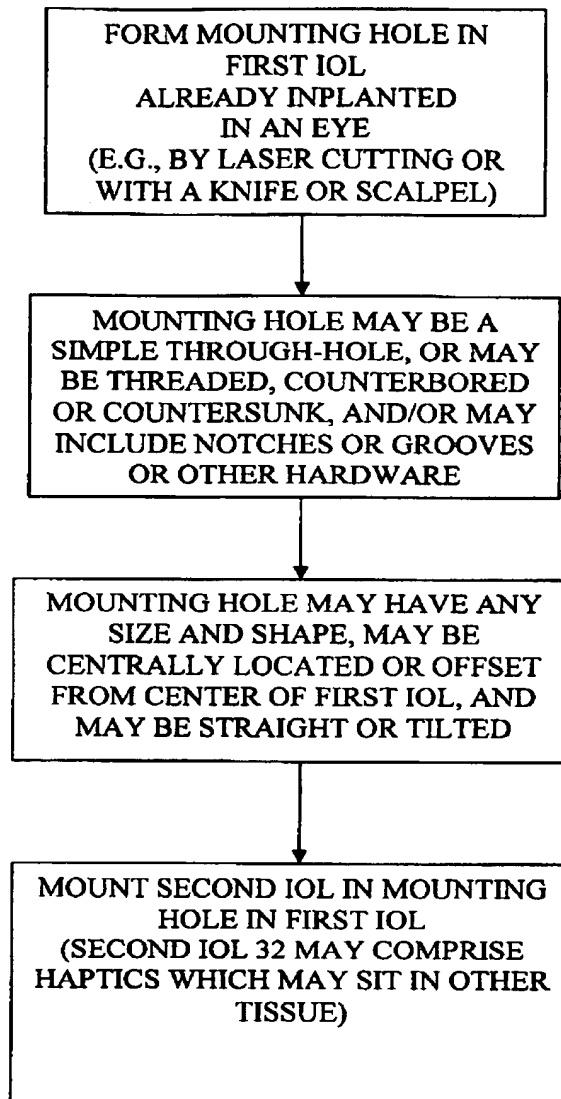 FORM MOUNTING HOLE IN
FIRST IOL
ALREADY INPLANTED
IN AN EYE
(E.G., BY LASER CUTTING OR
WITH A KNIFE OR SCALPEL)
MOUNTING HOLE MAY BE A
SIMPLE THROUGH-HOLE, OR MAY
BE THREADED, COUNTERBORED
OR COUNTERSUNK, AND/OR MAY
INCLUDE NOTCHES OR GROOVES
OR OTHER HARDWARE
MOUNTING HOLE MAY HAVE ANY
SIZE AND SHAPE, MAY BE
CENTRALLY LOCATED OR OFFSET
FROM CENTER OF FIRST IOL, AND
MAY BE STRAIGHT OR TILTED
MOUNT SECOND IOL IN MOUNTING
HOLE IN FIRST IOL
(SECOND IOL 32 MAY COMPRISE
HAPTICS WHICH MAY SIT IN OTHER
TISSUE)